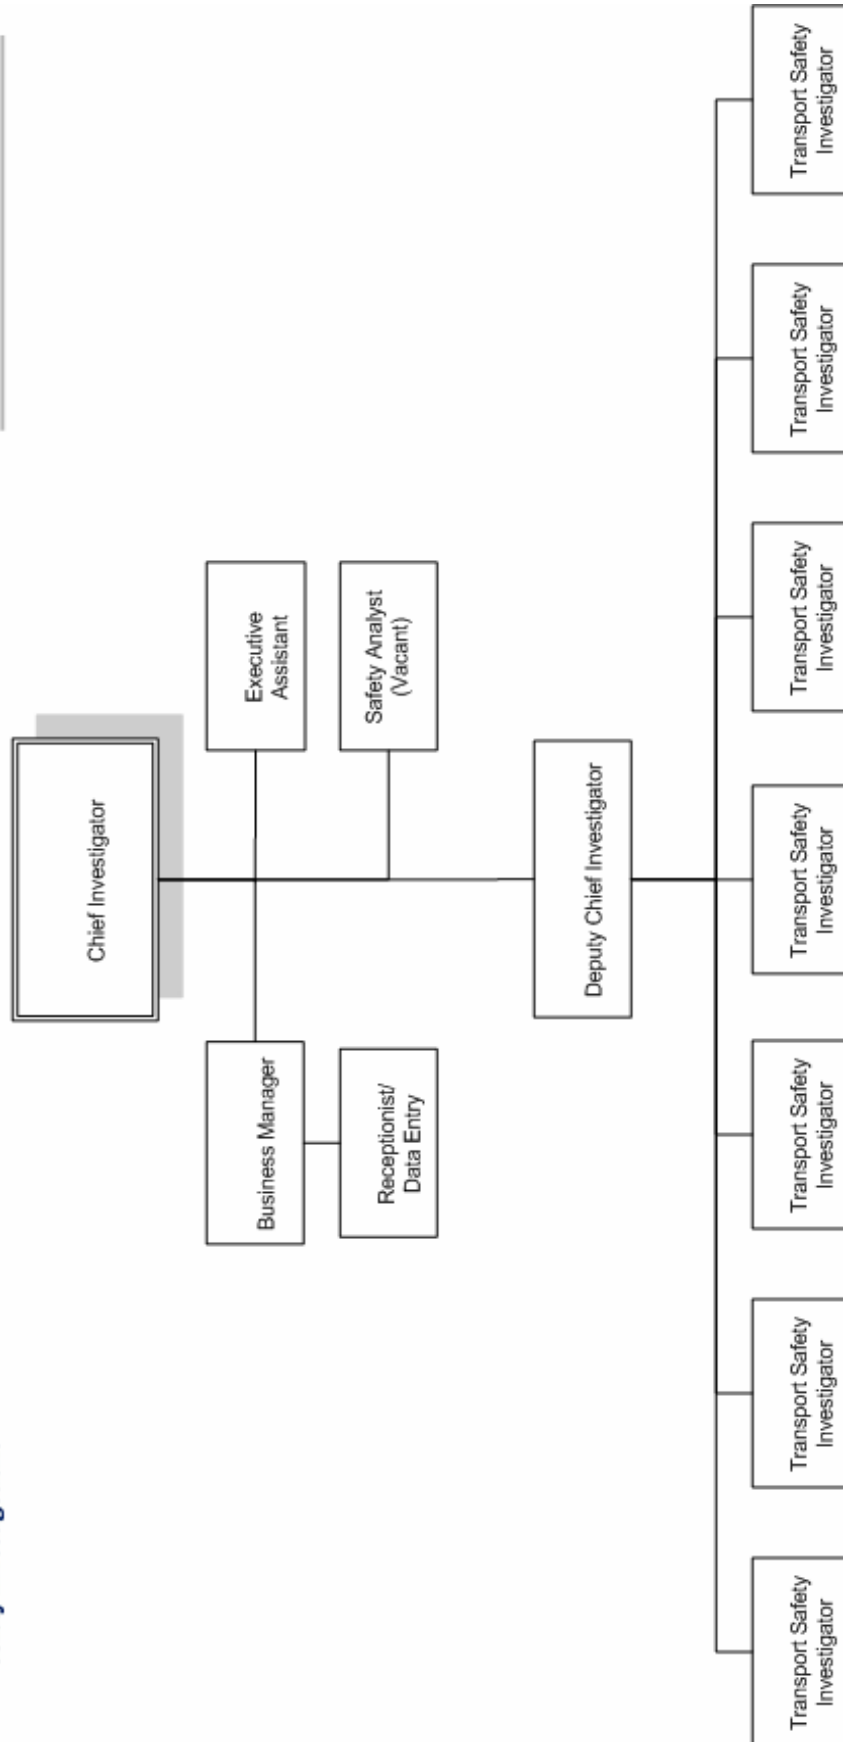 Chief Investigator
Business Manager
Executive
Assistant
Receptionist/
Data Entry
Safety Analyst
(Vacant)
Deputy Chief Investigator
Transport Safety
Investigator
Transport Safety
Investigator
Transport Safety
Investigator
Transport Safety
Investigator
Transport Safety
Investigator
Transport Safety
Investigator
Transport Safety
Investigator